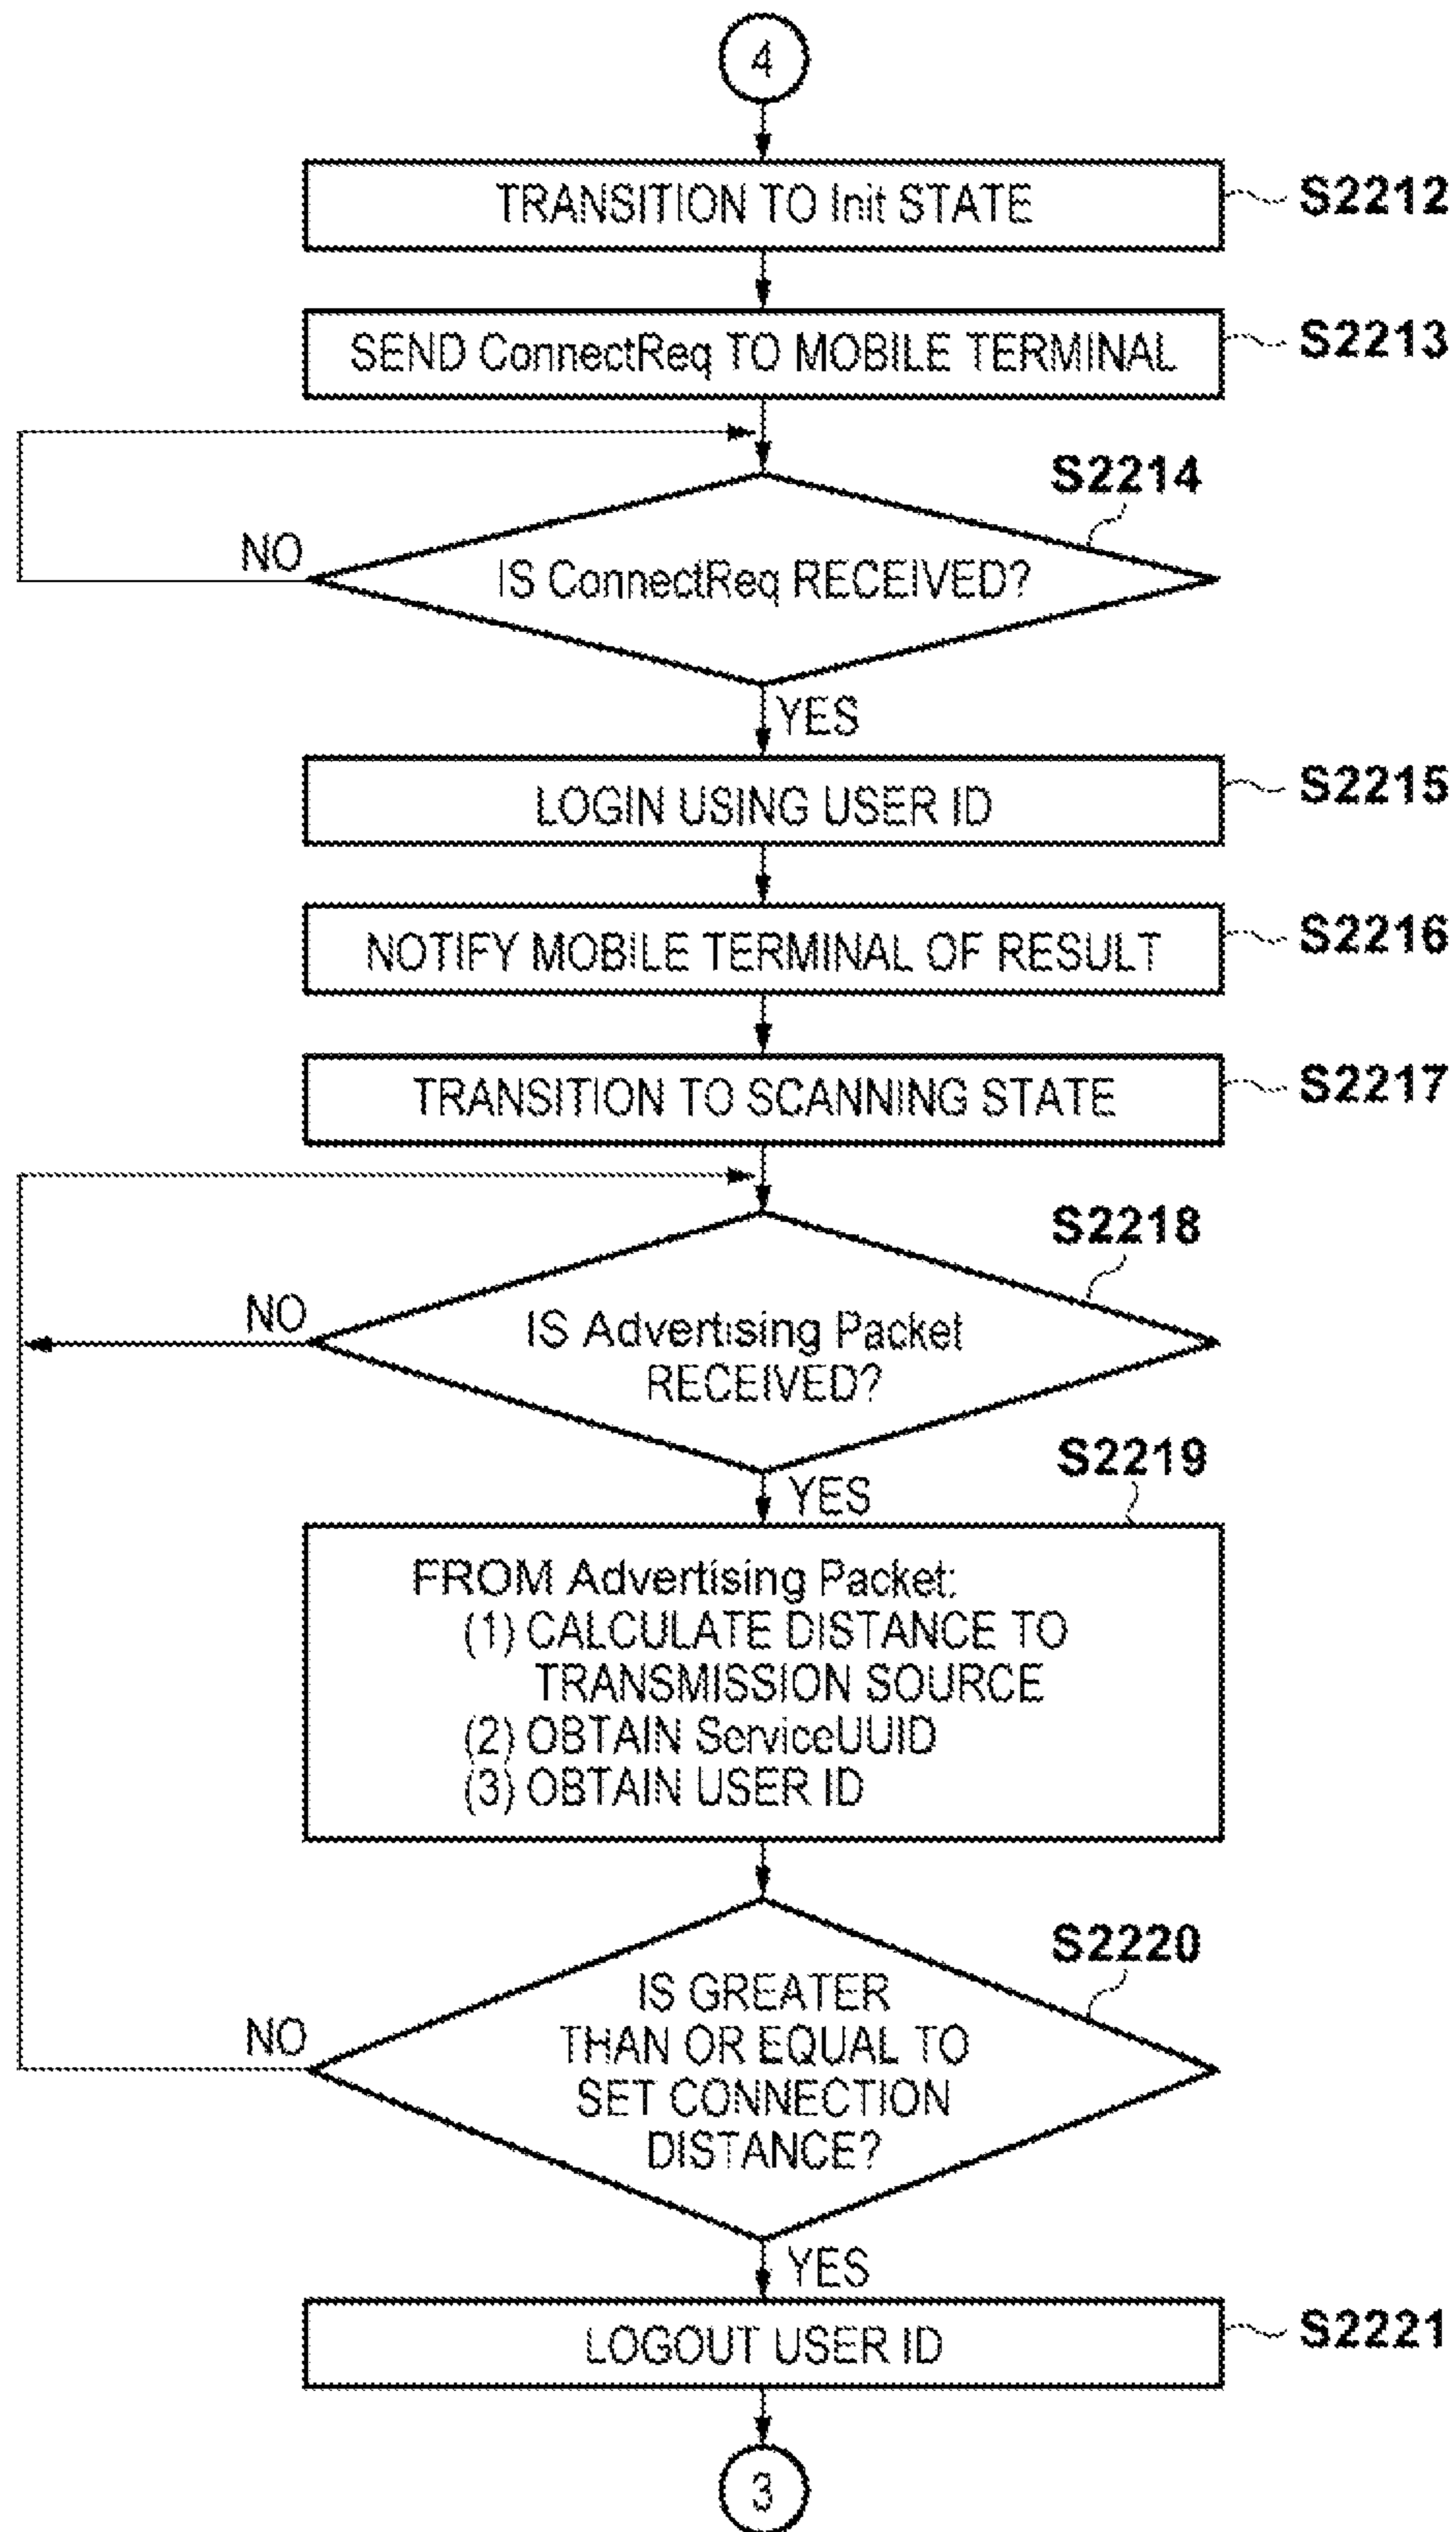 4
TRANSITION TO Init STATE
S2212
SEND ConnectReq TO MOBILE TERMINAL
S2213
S2214
NO
IS ConnectReq RECEIVED?
YES
LOGIN USING USER ID
S2215
NOTIFY MOBILE TERMINAL OF RESULT
S2216
TRANSITION TO SCANNING STATE
S2217
S2218
NO
IS Advertising Packet
RECEIVED?
YES
S2219
FROM Advertising Packet:
(1) CALCULATE DISTANCE TO
TRANSMISSION SOURCE
(2) OBTAIN ServiceUUID
(3) OBTAIN USER ID
S2220
IS GREATER
NO
THAN OR EQUAL TO
SET CONNECTION
DISTANCE?
YES
LOGOUT USER ID
S2221
3